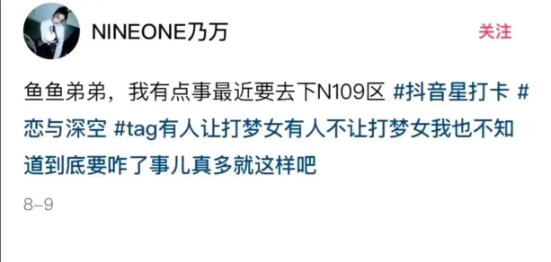 NINEONE乃万
关注
鱼鱼弟弟，我有点事最近要去下N109区 #抖音星打卡 #
恋与深空 #tag有人让打梦女有人不让打梦女我也不知
道到底要咋了事儿真多就这样吧
8-9